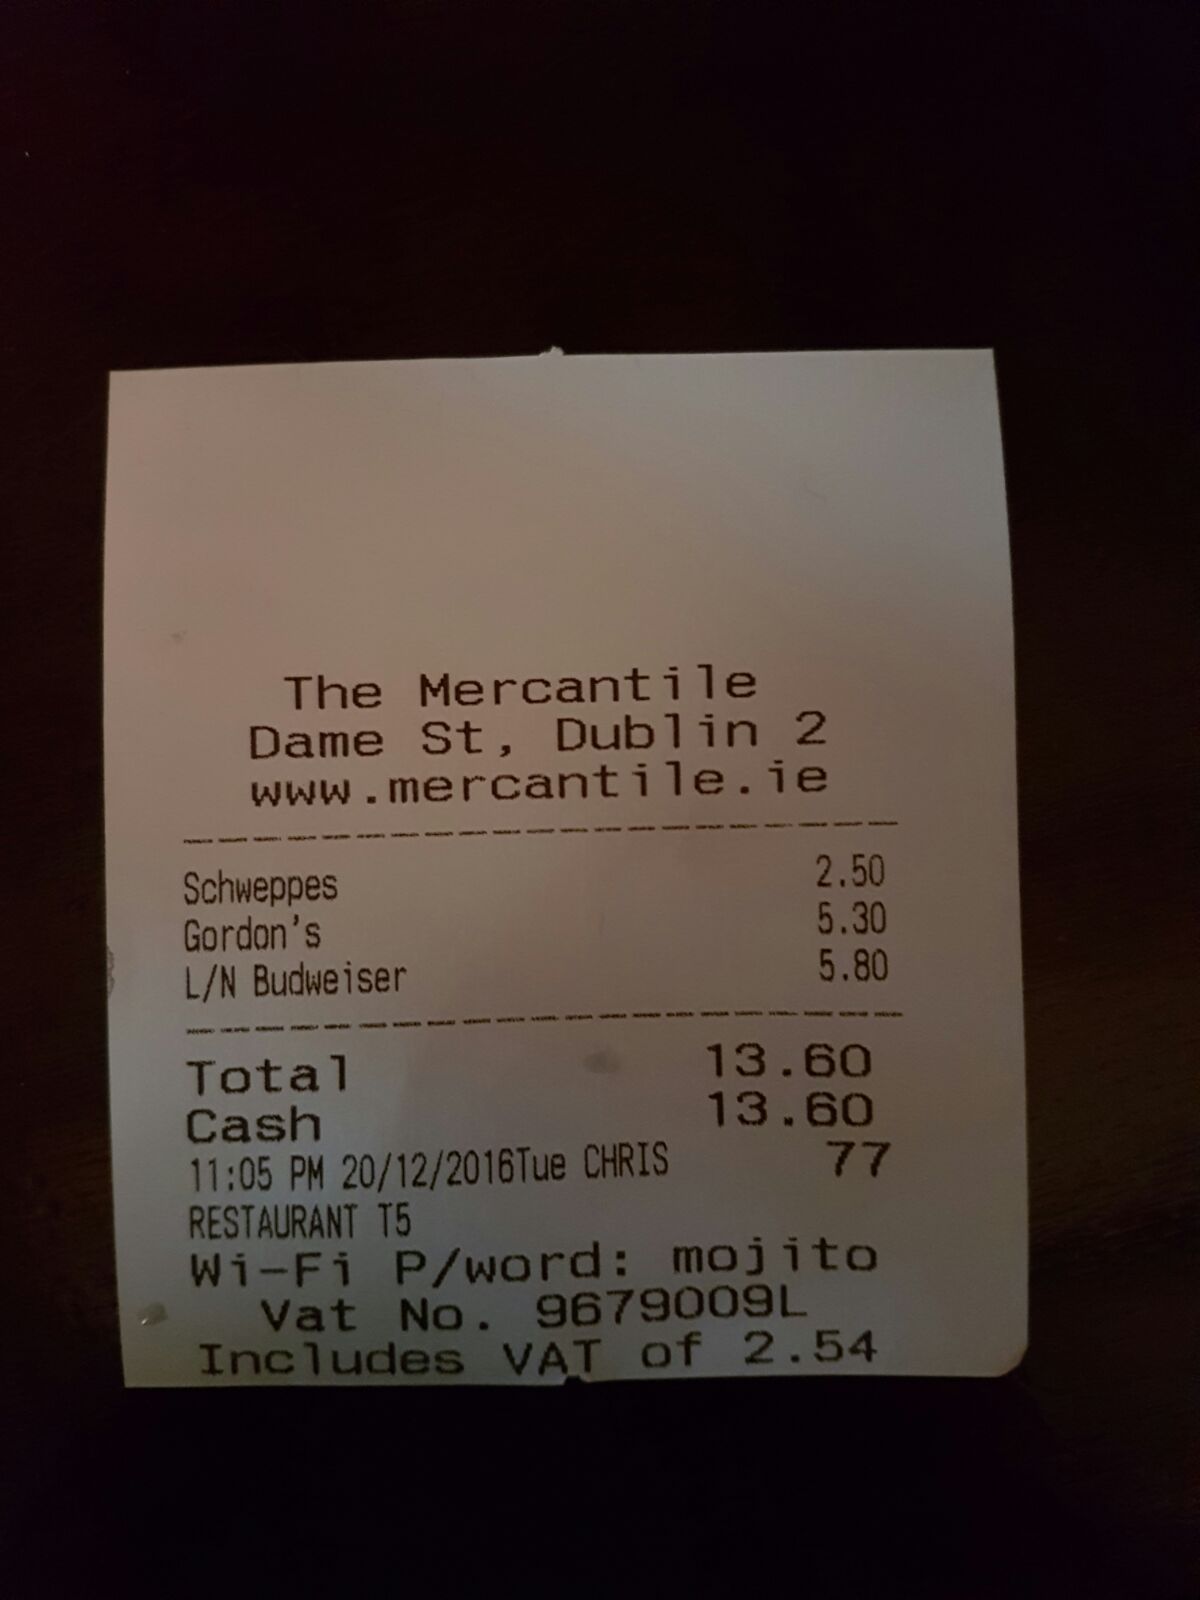 The Mercantile
Dame St, Dublin 2
www.mercantile.ie
Schweppes 2.50
Gordon's 5.30
L/N Budweiser 5.80
Total 13.60
Cash 13.60
11:05 PM 20/12/2016Tue CHRIS 77
RESTAURANT T5
Wi-Fi P/word: mojito
Vat No. 9679009L
Includes VAT of 2.54